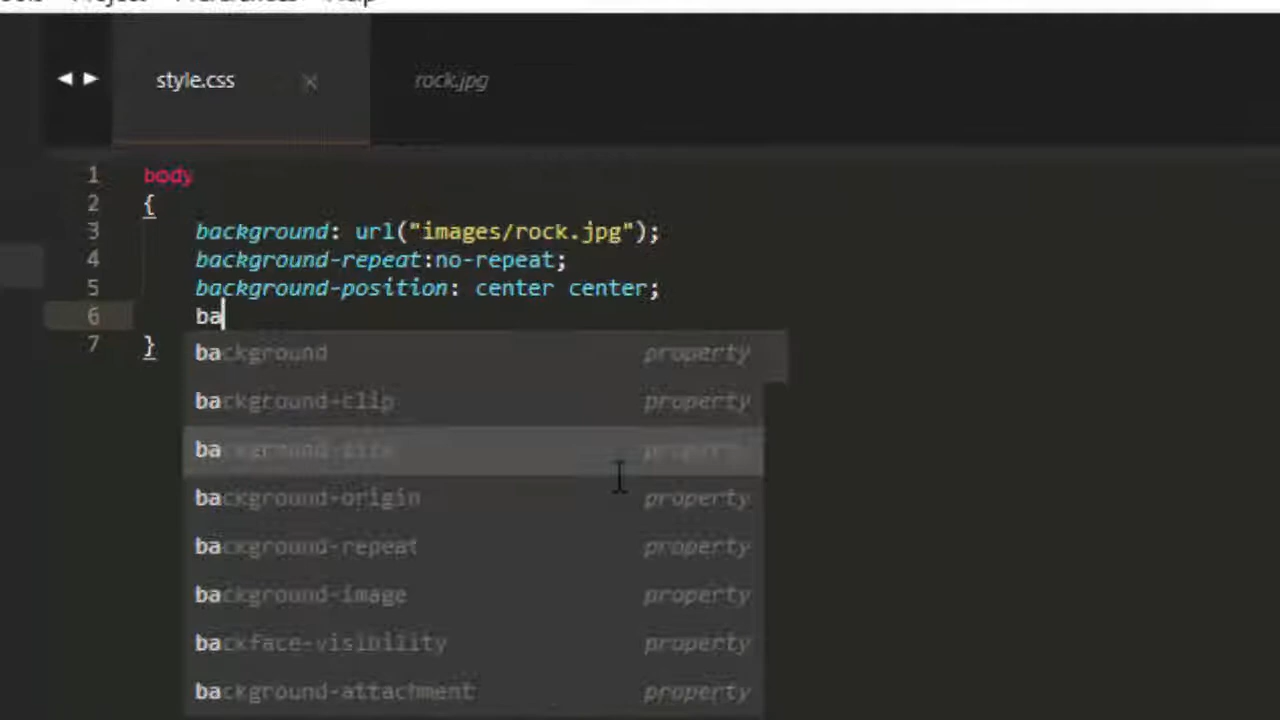 style.css × rock.jpg
1 body
2 {
3 background: url("images/rock.jpg");
4 background-repeat:no-repeat;
5 background-position: center center;
6 ba
7 }
background property
background-clip property
background-size property
background-origin property
background-repeat property
background-image property
backface-visibility property
background-attachment property